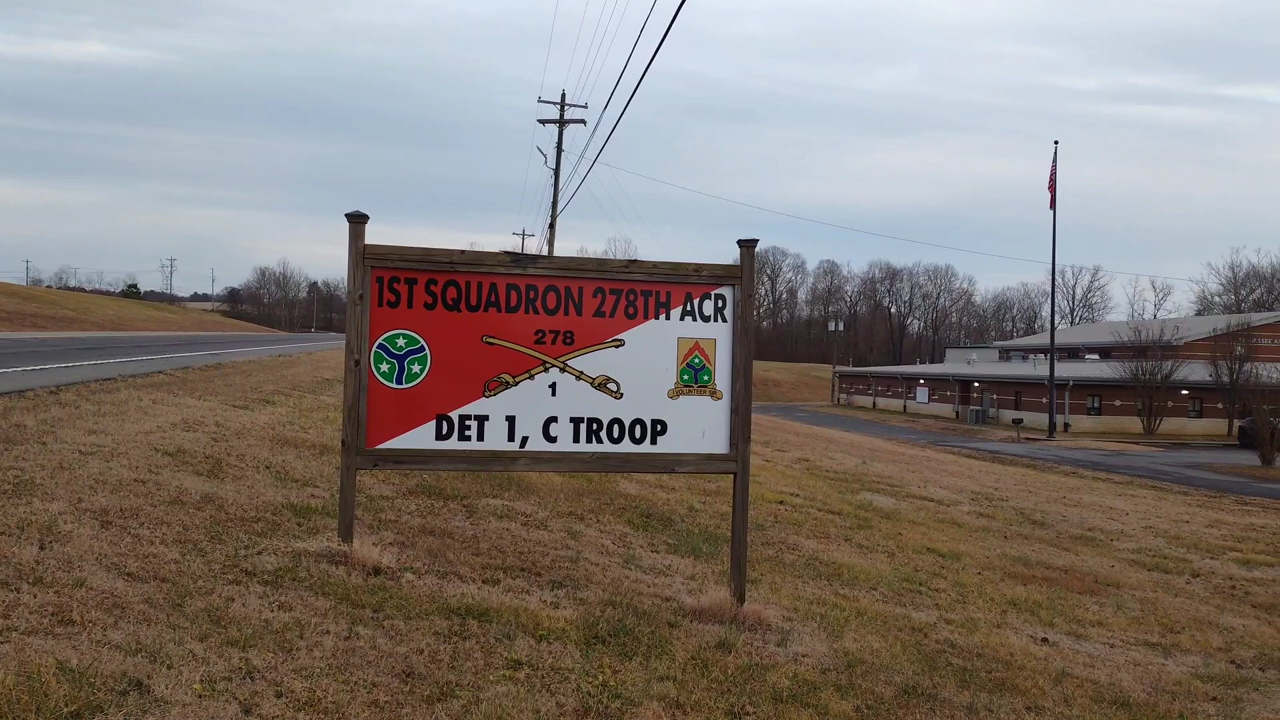 1ST SQUADRON 278TH ACR
278
1
VOLUNTEER
DET 1, C TROOP